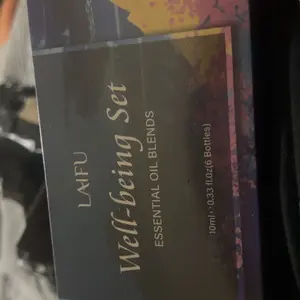 LAIFU
Well-being Set
ESSENTIAL OIL BLENDS
10ml · 0.33 fl.oz(6 Bottles)